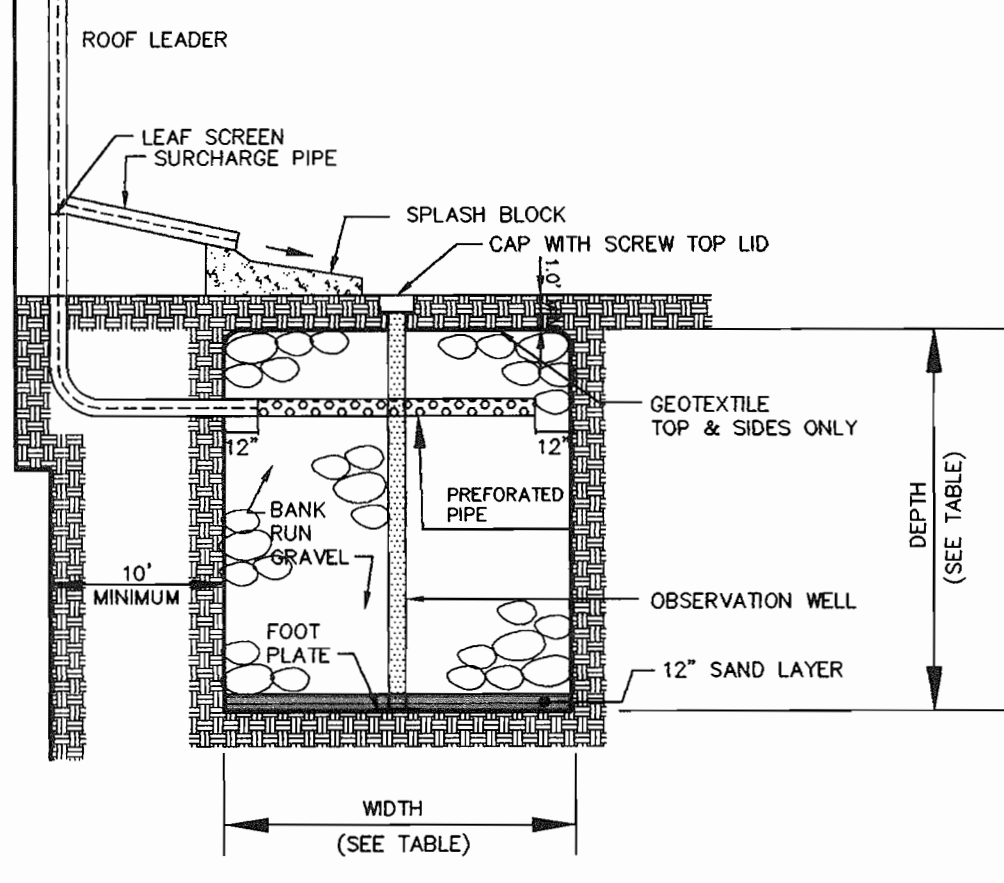 ROOF LEADER
LEAF SCREEN
SURCHARGE PIPE
SPLASH BLOCK
CAP WITH SCREW TOP LID
1.0'
GEOTEXTILE
TOP & SIDES ONLY
12"
12"
PREFORATED
PIPE
BANK
RUN
GRAVEL
DEPTH
(SEE TABLE)
10'
MINIMUM
OBSERVATION WELL
FOOT
PLATE
12" SAND LAYER
WIDTH
(SEE TABLE)